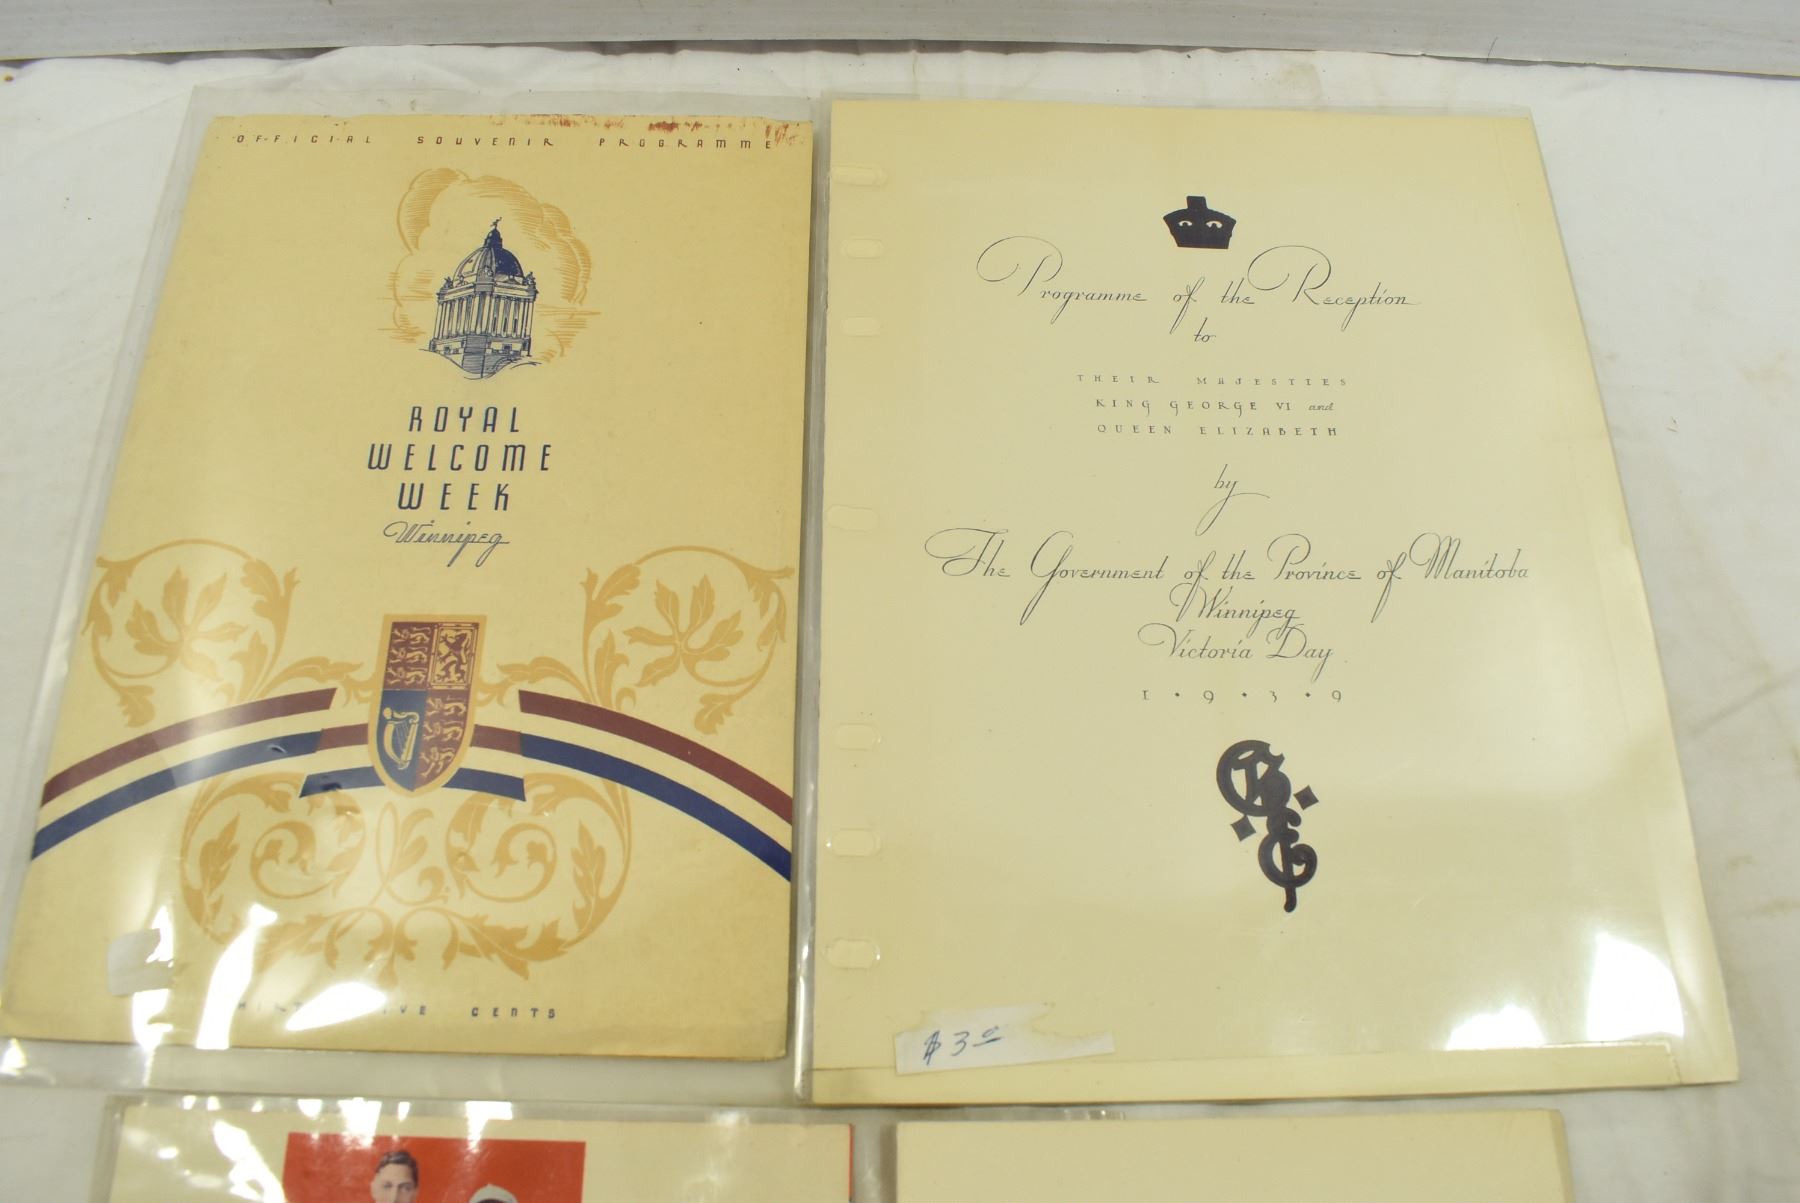 OFFICIAL SOUVENIR PROGRAMME
ROYAL
WELCOME
WEEK
Winnipeg
CENTS
Programme of the Reception
to
THEIR MAJESTIES
KING GEORGE VI and
QUEEN ELIZABETH
by
The Government of the Province of Manitoba
Winnipeg
Victoria Day
1•9•3•9
$3.0